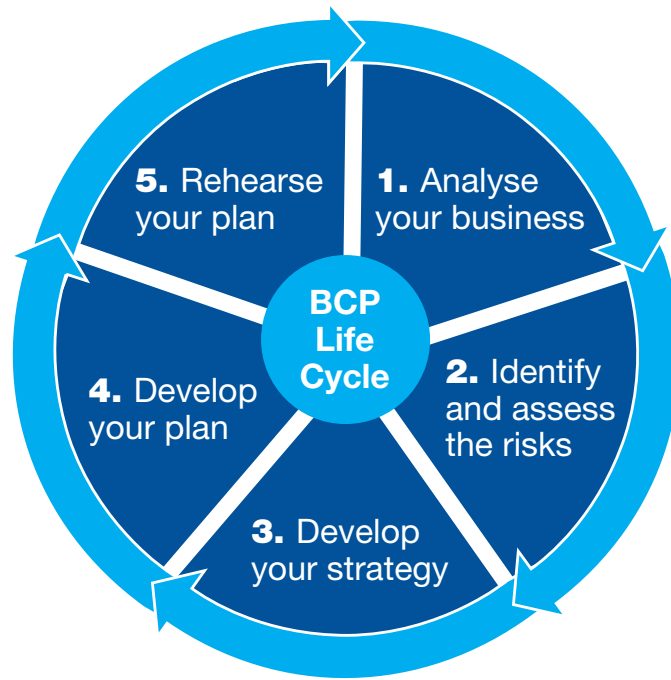 1. Analyse
your business
2. Identify
and assess
the risks
3. Develop
your strategy
4. Develop
your plan
5. Rehearse
your plan
BCP
Life
Cycle